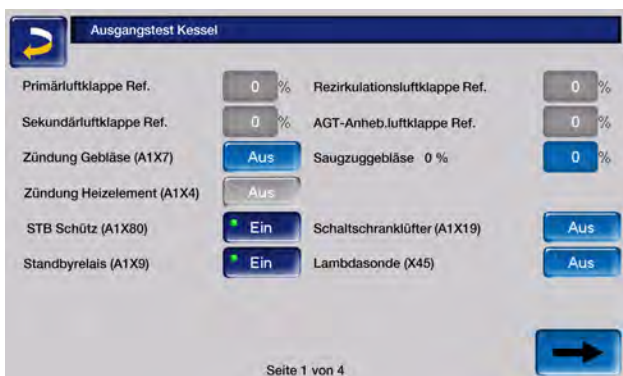 Ausgangstest Kessel
Primärluftklappe Ref. 0 % Rezirkulationsluftklappe Ref. 0 %
Sekundärluftklappe Ref. 0 % AGT-Anheb.luftklappe Ref. 0 %
Zündung Gebläse (A1X7) Aus Saugzuggebläse 0 % 0 %
Zündung Heizelement (A1X4) Aus
STB Schütz (A1X80) Ein Schaltschranklüfter (A1X19) Aus
Standbyrelais (A1X9) Ein Lambdasonde (X45) Aus
Seite 1 von 4